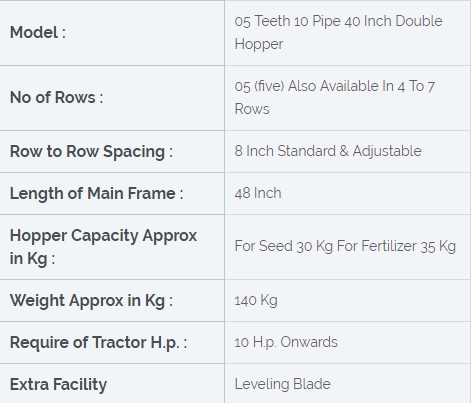 Model :
05 Teeth 10 Pipe 40 Inch Double
Hopper
No of Rows :
05 (five) Also Available In 4 To 7
Rows
Row to Row Spacing :
8 Inch Standard & Adjustable
Length of Main Frame :
48 Inch
Hopper Capacity Approx
in Kg :
For Seed 30 Kg For Fertilizer 35 Kg
Weight Approx in Kg :
140 Kg
Require of Tractor H.p. :
10 H.p. Onwards
Extra Facility
Leveling Blade